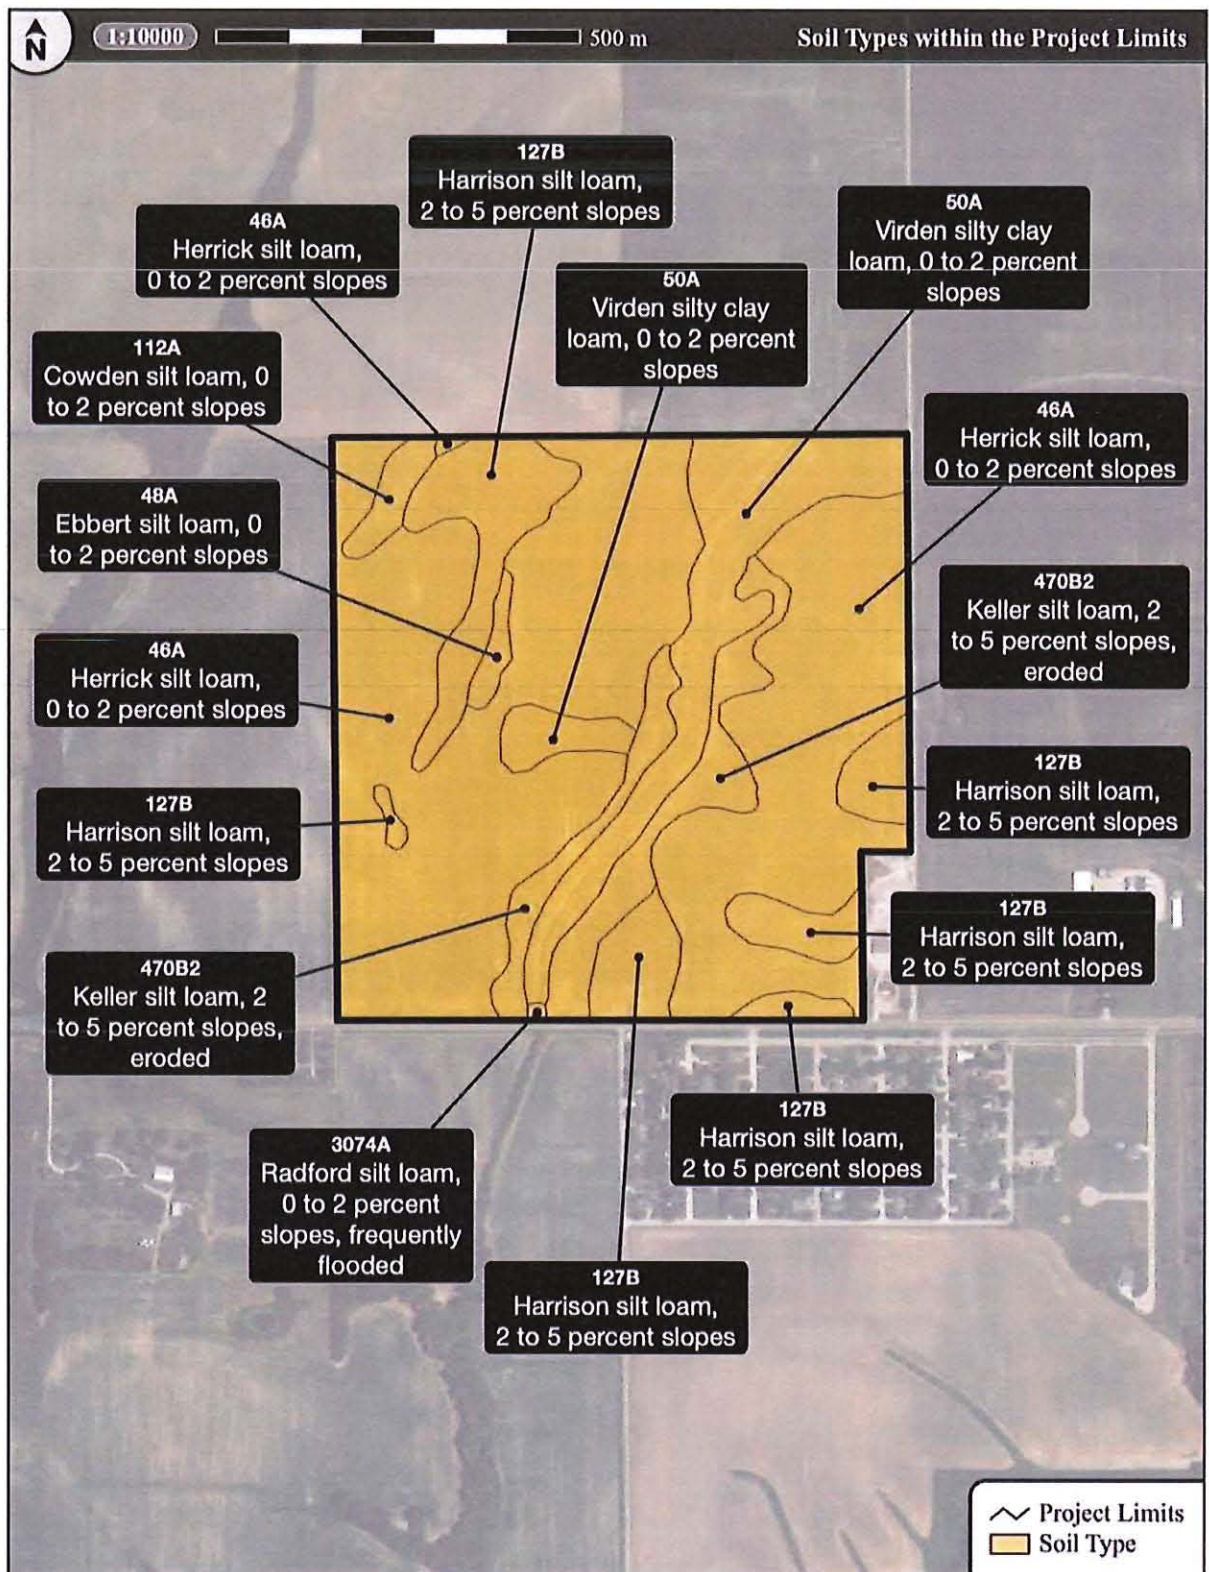 N
1:10000
500 m
Soil Types within the Project Limits
127B
Harrison silt loam,
2 to 5 percent slopes
50A
Virden silty clay
loam, 0 to 2 percent
slopes
46A
Herrick silt loam,
0 to 2 percent slopes
50A
Virden silty clay
loam, 0 to 2 percent
slopes
112A
Cowden silt loam, 0
to 2 percent slopes
46A
Herrick silt loam,
0 to 2 percent slopes
48A
Ebbert silt loam, 0
to 2 percent slopes
470B2
Keller silt loam, 2
to 5 percent slopes,
eroded
46A
Herrick silt loam,
0 to 2 percent slopes
127B
Harrison silt loam,
2 to 5 percent slopes
127B
Harrison silt loam,
2 to 5 percent slopes
127B
Harrison silt loam,
2 to 5 percent slopes
470B2
Keller silt loam, 2
to 5 percent slopes,
eroded
127B
Harrison silt loam,
2 to 5 percent slopes
3074A
Radford silt loam,
0 to 2 percent
slopes, frequently
flooded
127B
Harrison silt loam,
2 to 5 percent slopes
Project Limits
Soil Type